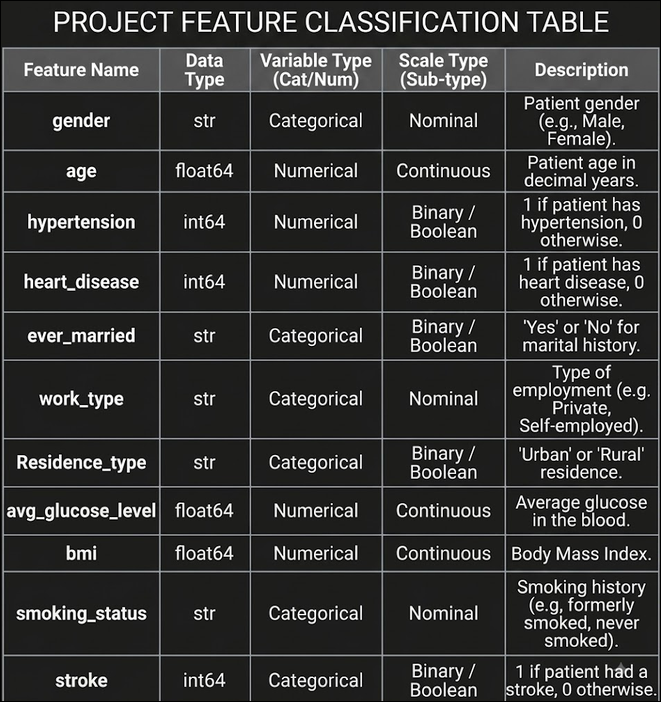 PROJECT FEATURE CLASSIFICATION TABLE
Feature Name
Data
Type
Variable Type
(Cat/Num)
Scale Type
(Sub-type)
Description
gender
str
Categorical
Nominal
Patient gender
(e.g., Male,
Female).
age
float64
Numerical
Continuous
Patient age in
decimal years.
hypertension
int64
Numerical
Binary /
Boolean
1 if patient has
hypertension, 0
otherwise.
heart_disease
int64
Numerical
Binary /
Boolean
1 if patient has
heart disease, 0
otherwise.
ever_married
str
Categorical
Binary /
Boolean
'Yes' or 'No' for
marital history.
work_type
str
Categorical
Nominal
Type of
employment (e.g.
Private,
Self-employed).
Residence_type
str
Categorical
Binary /
Boolean
'Urban' or 'Rural'
residence.
avg_glucose_level
float64
Numerical
Continuous
Average glucose
in the blood.
bmi
float64
Numerical
Continuous
Body Mass Index.
smoking_status
str
Categorical
Nominal
Smoking history
(e.g, formerly
smoked, never
smoked).
stroke
int64
Categorical
Binary /
Boolean
1 if patient had a
stroke, 0 otherwise.